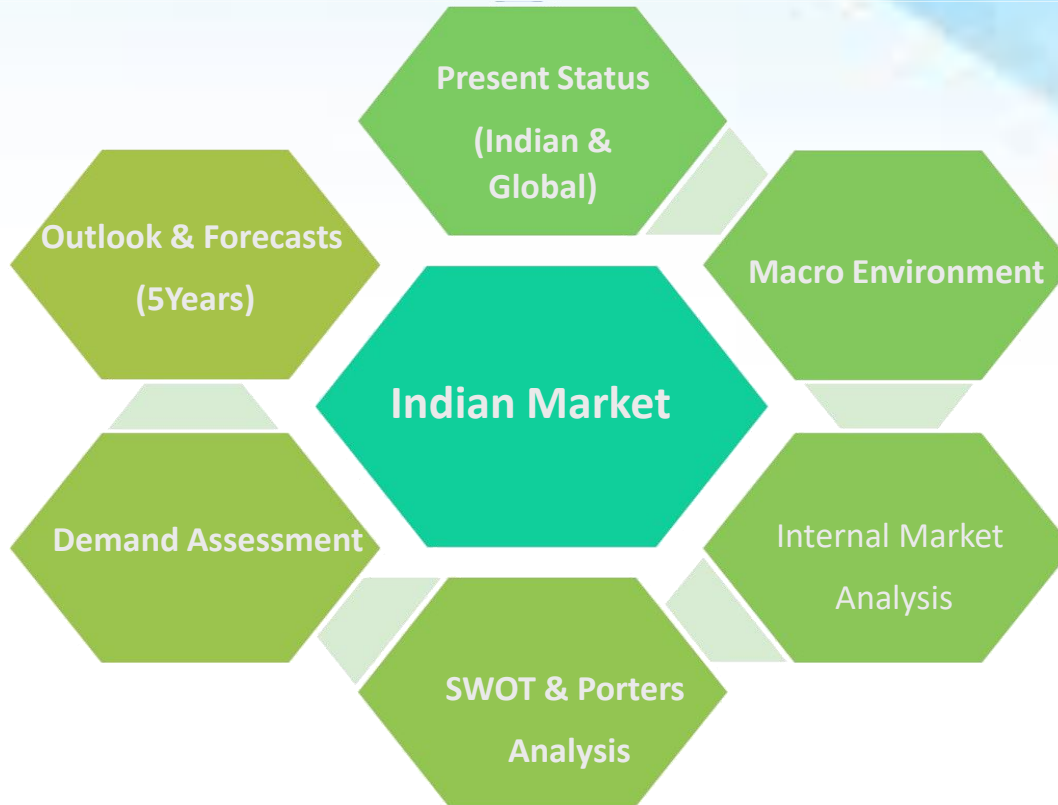 Present Status
(Indian &
Global)
Macro Environment
Internal Market
Analysis
SWOT & Porters
Analysis
Demand Assessment
Outlook & Forecasts
(5Years)
Indian Market